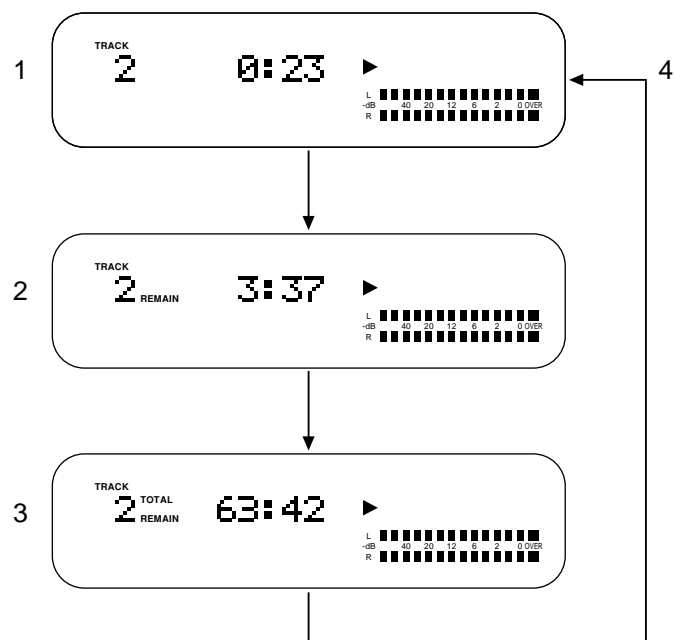 TRACK
1 2 0:23 4
L
-dB 40 20 12 6 2 0 OVER
R
TRACK
2 2 REMAIN 3:37
L
-dB 40 20 12 6 2 0 OVER
R
TRACK
3 2 TOTAL REMAIN 63:42
L
-dB 40 20 12 6 2 0 OVER
R